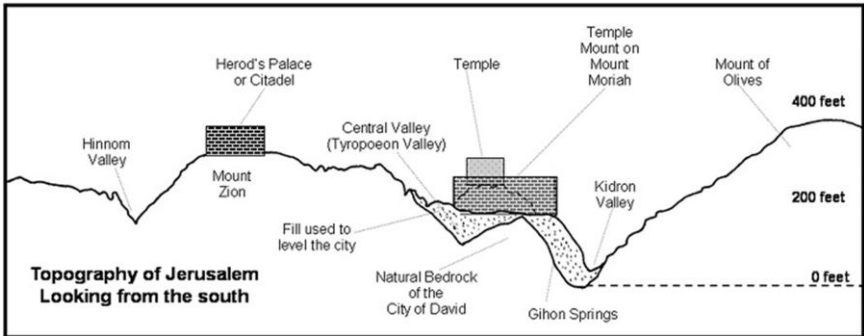 Herod's Palace
or Citadel
Temple
Temple
Mount on
Mount
Moriah
Mount of
Olives
400 feet
Hinnom
Valley
Central Valley
(Tyropoeon Valley)
Mount
Zion
Kidron
Valley
200 feet
Fill used to
level the city
Topography of Jerusalem
Looking from the south
Natural Bedrock
of the
City of David
Gihon Springs
0 feet